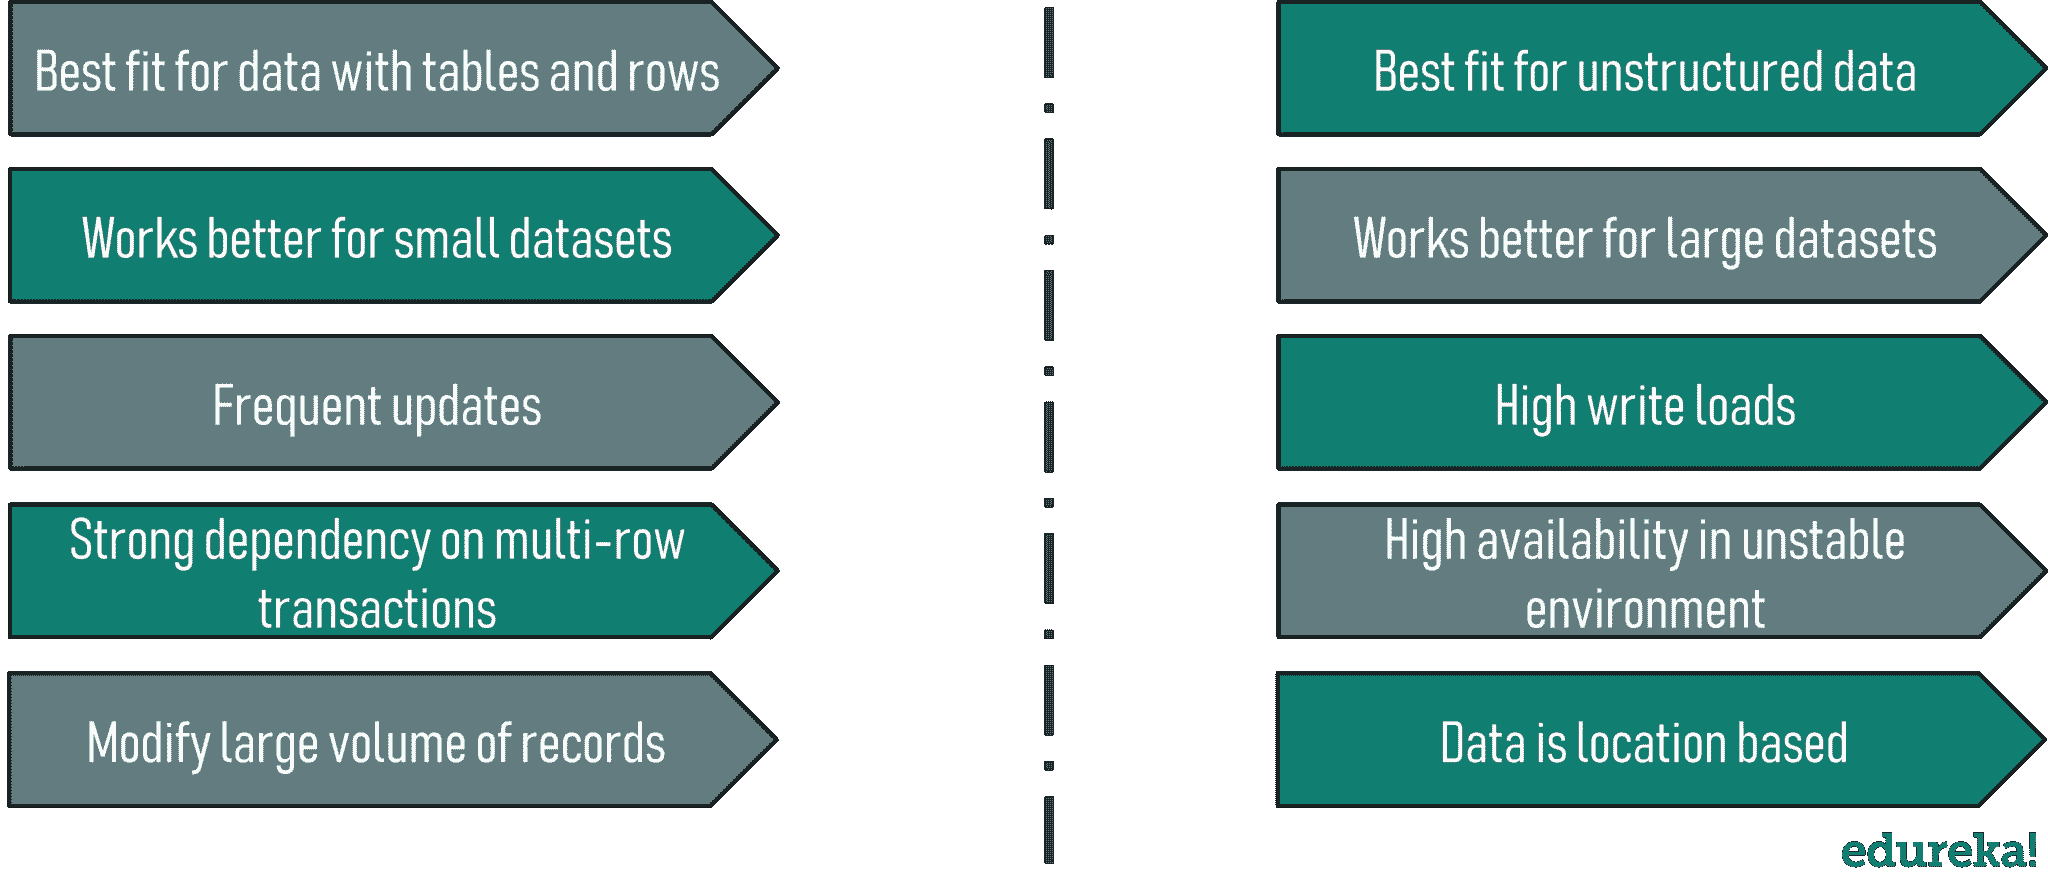 Best fit for data with tables and rows
Works better for small datasets
Frequent updates
Strong dependency on multi-row
transactions
Modify large volume of records
Best fit for unstructured data
Works better for large datasets
High write loads
High availability in unstable
environment
Data is location based
edureka!